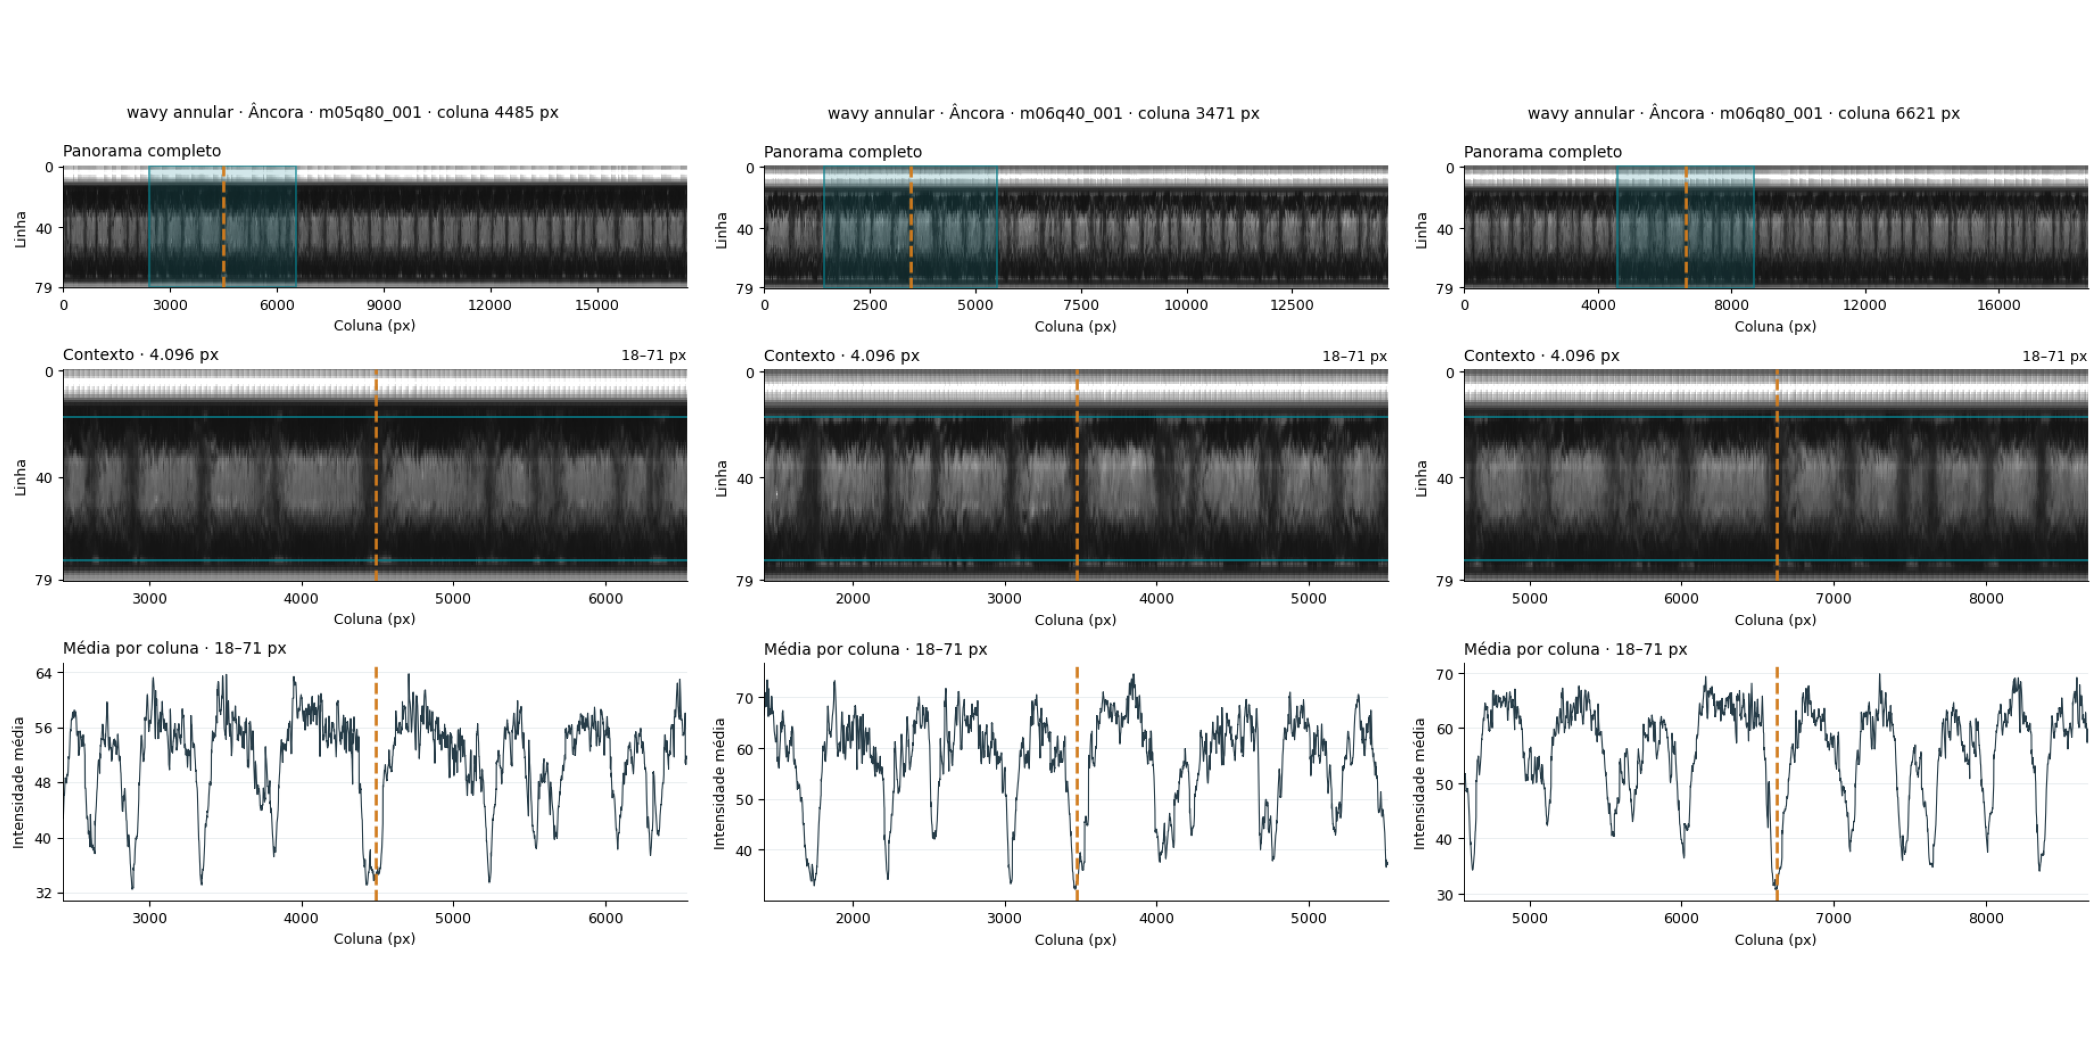 wavy annular · Âncora · m05q80_001 · coluna 4485 px
Panorama completo
0
40
79
Linha
0 3000 6000 9000 12000 15000
Coluna (px)
Contexto · 4.096 px 18–71 px
0
40
79
Linha
3000 4000 5000 6000
Coluna (px)
Média por coluna · 18–71 px
64
56
48
40
32
Intensidade média
3000 4000 5000 6000
Coluna (px)
wavy annular · Âncora · m06q40_001 · coluna 3471 px
Panorama completo
0
40
79
Linha
0 2500 5000 7500 10000 12500
Coluna (px)
Contexto · 4.096 px 18–71 px
0
40
79
Linha
2000 3000 4000 5000
Coluna (px)
Média por coluna · 18–71 px
70
60
50
40
Intensidade média
2000 3000 4000 5000
Coluna (px)
wavy annular · Âncora · m06q80_001 · coluna 6621 px
Panorama completo
0
40
79
Linha
0 4000 8000 12000 16000
Coluna (px)
Contexto · 4.096 px 18–71 px
0
40
79
Linha
5000 6000 7000 8000
Coluna (px)
Média por coluna · 18–71 px
70
60
50
40
30
Intensidade média
5000 6000 7000 8000
Coluna (px)